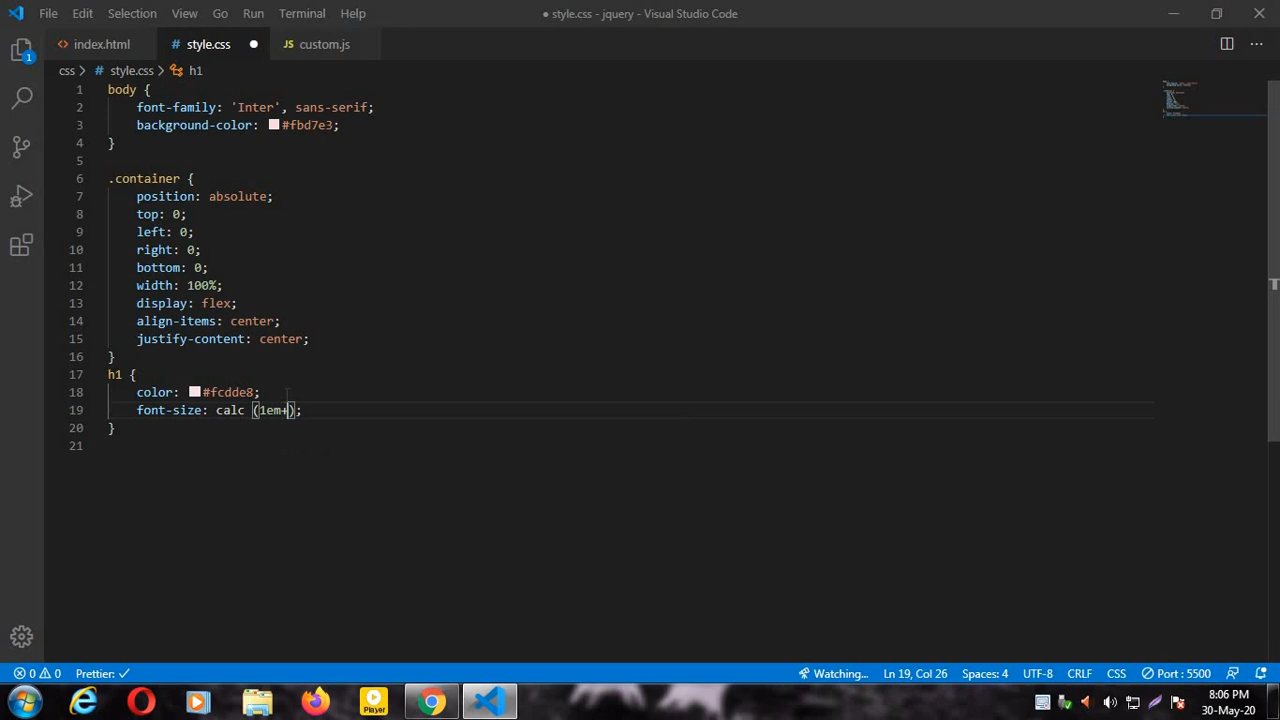 File Edit Selection View Go Run Terminal Help
● style.css - jquery - Visual Studio Code
index.html
# style.css
JS custom.js
css > # style.css > h1
1 body {
2 font-family: 'Inter', sans-serif;
3 background-color: #fbd7e3;
4 }
5
6 .container {
7 position: absolute;
8 top: 0;
9 left: 0;
10 right: 0;
11 bottom: 0;
12 width: 100%;
13 display: flex;
14 align-items: center;
15 justify-content: center;
16 }
17 h1 {
18 color: #fcdde8;
19 font-size: calc (1em+);
20 }
21
1
0 0 Prettier: ✓ Watching... Ln 19, Col 26 Spaces: 4 UTF-8 CRLF CSS Port : 5500
Player
8:06 PM
30-May-20